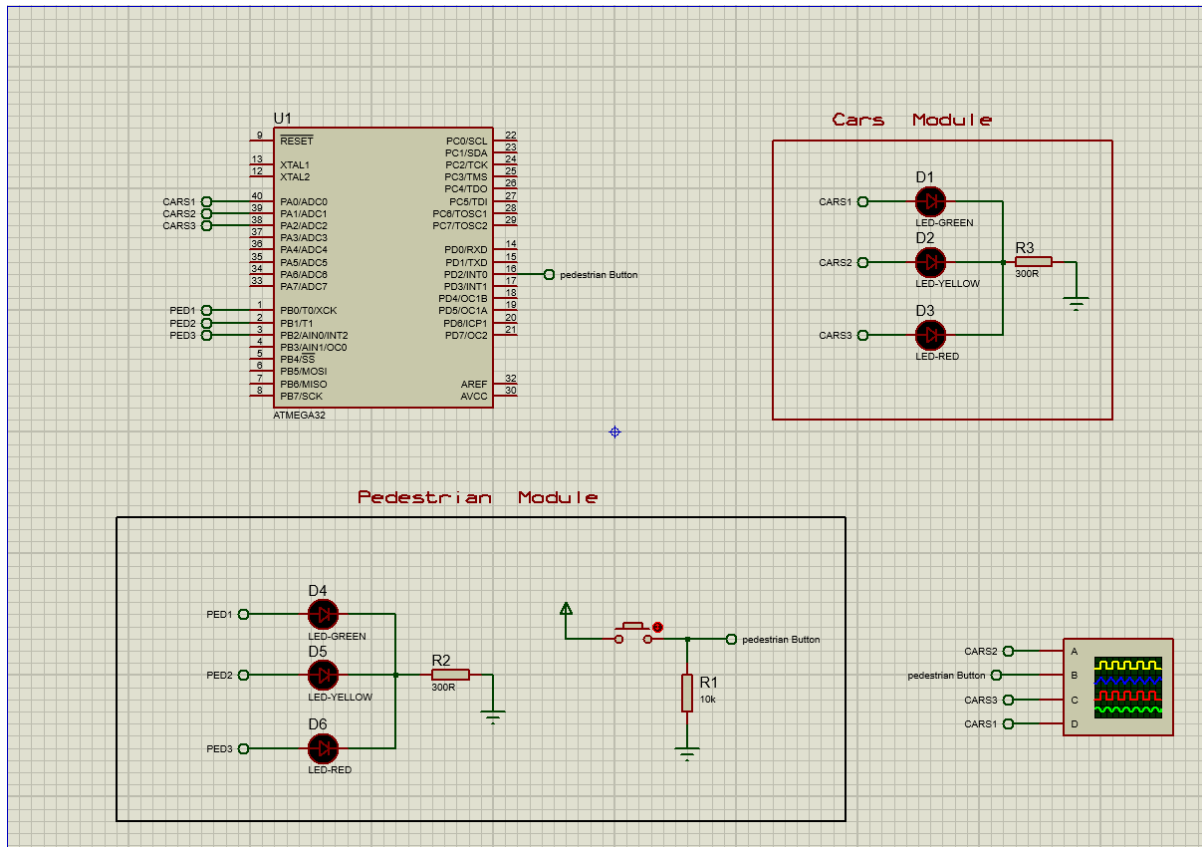 U1
9 RESET PC0/SCL 22
PC1/SDA 23
13 XTAL1 PC2/TCK 24
12 XTAL2 PC3/TMS 25
PC4/TDO 26
CARS1 40 PA0/ADC0 PC5/TDI 27
CARS2 39 PA1/ADC1 PC6/TOSC1 28
CARS3 38 PA2/ADC2 PC7/TOSC2 29
37 PA3/ADC3
36 PA4/ADC4 PD0/RXD 14
35 PA5/ADC5 PD1/TXD 15
34 PA6/ADC6 PD2/INT0 16 pedestrian Button
33 PA7/ADC7 PD3/INT1 17
PD4/OC1B 18
PED1 1 PB0/T0/XCK PD5/OC1A 19
PED2 2 PB1/T1 PD6/ICP1 20
PED3 3 PB2/AIN0/INT2 PD7/OC2 21
4 PB3/AIN1/OC0
5 PB4/SS
6 PB5/MOSI
7 PB6/MISO AREF 32
8 PB7/SCK AVCC 30
ATMEGA32
Cars Module
D1
CARS1
LED-GREEN
D2
CARS2
LED-YELLOW
R3
300R
D3
CARS3
LED-RED
Pedestrian Module
D4
PED1
LED-GREEN
D5
PED2
LED-YELLOW
R2
300R
D6
PED3
LED-RED
pedestrian Button
R1
10k
CARS2 A
pedestrian Button B
CARS3 C
CARS1 D